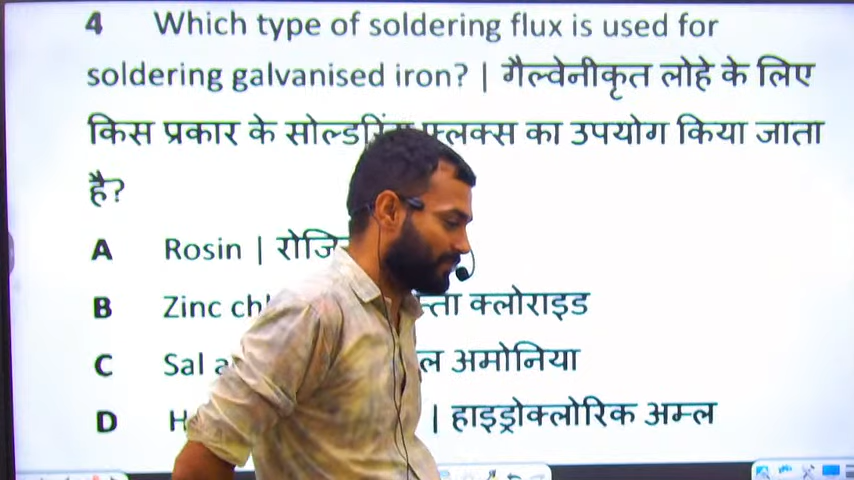 4 Which type of soldering flux is used for
soldering galvanised iron? | गैल्वेनीकृत लोहे के लिए
किस प्रकार के फ्लक्स का उपयोग किया जाता
है?
A Rosin |
B Zinc क्लोराइड
C Sal अमोनिया
D | हाइड्रोक्लोरिक अम्ल